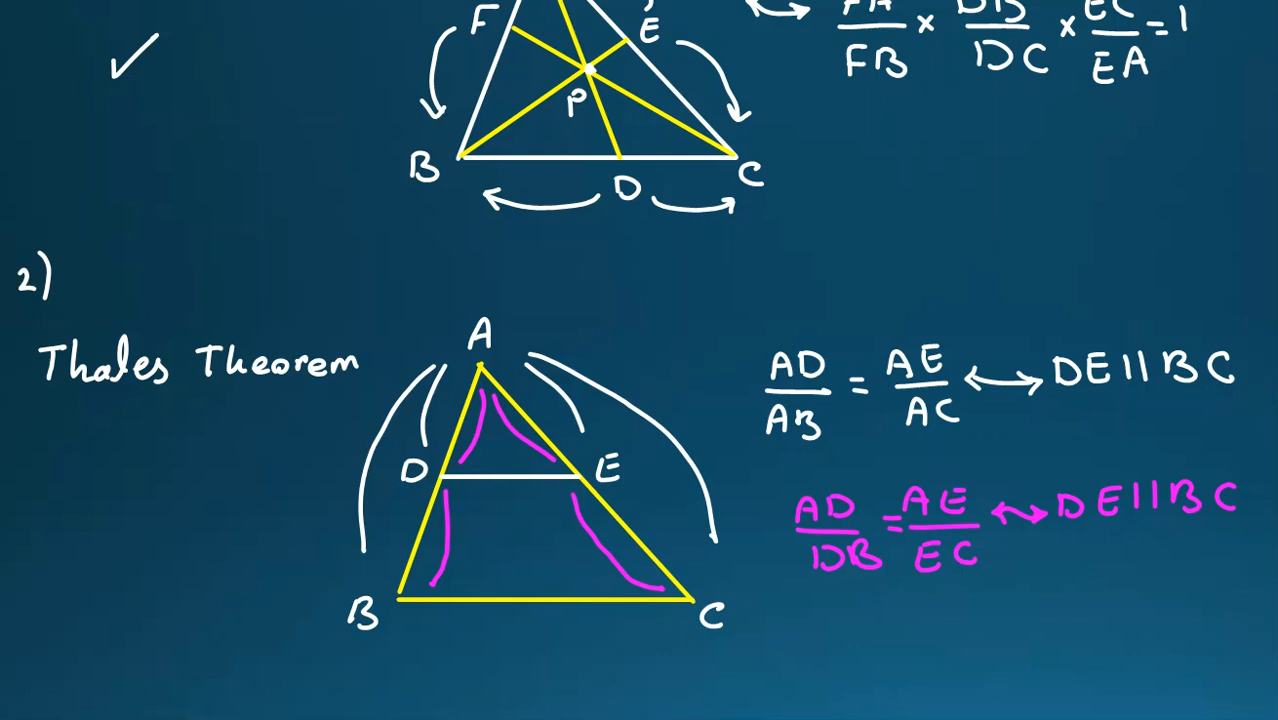 F
E
FA/FB × DB/DC × EC/EA = 1
P
B
D
C
2)
Thales Theorem
A
AD/AB = AE/AC ↔ DE || BC
D
E
AD/DB = AE/EC ↔ DE || BC
B
C